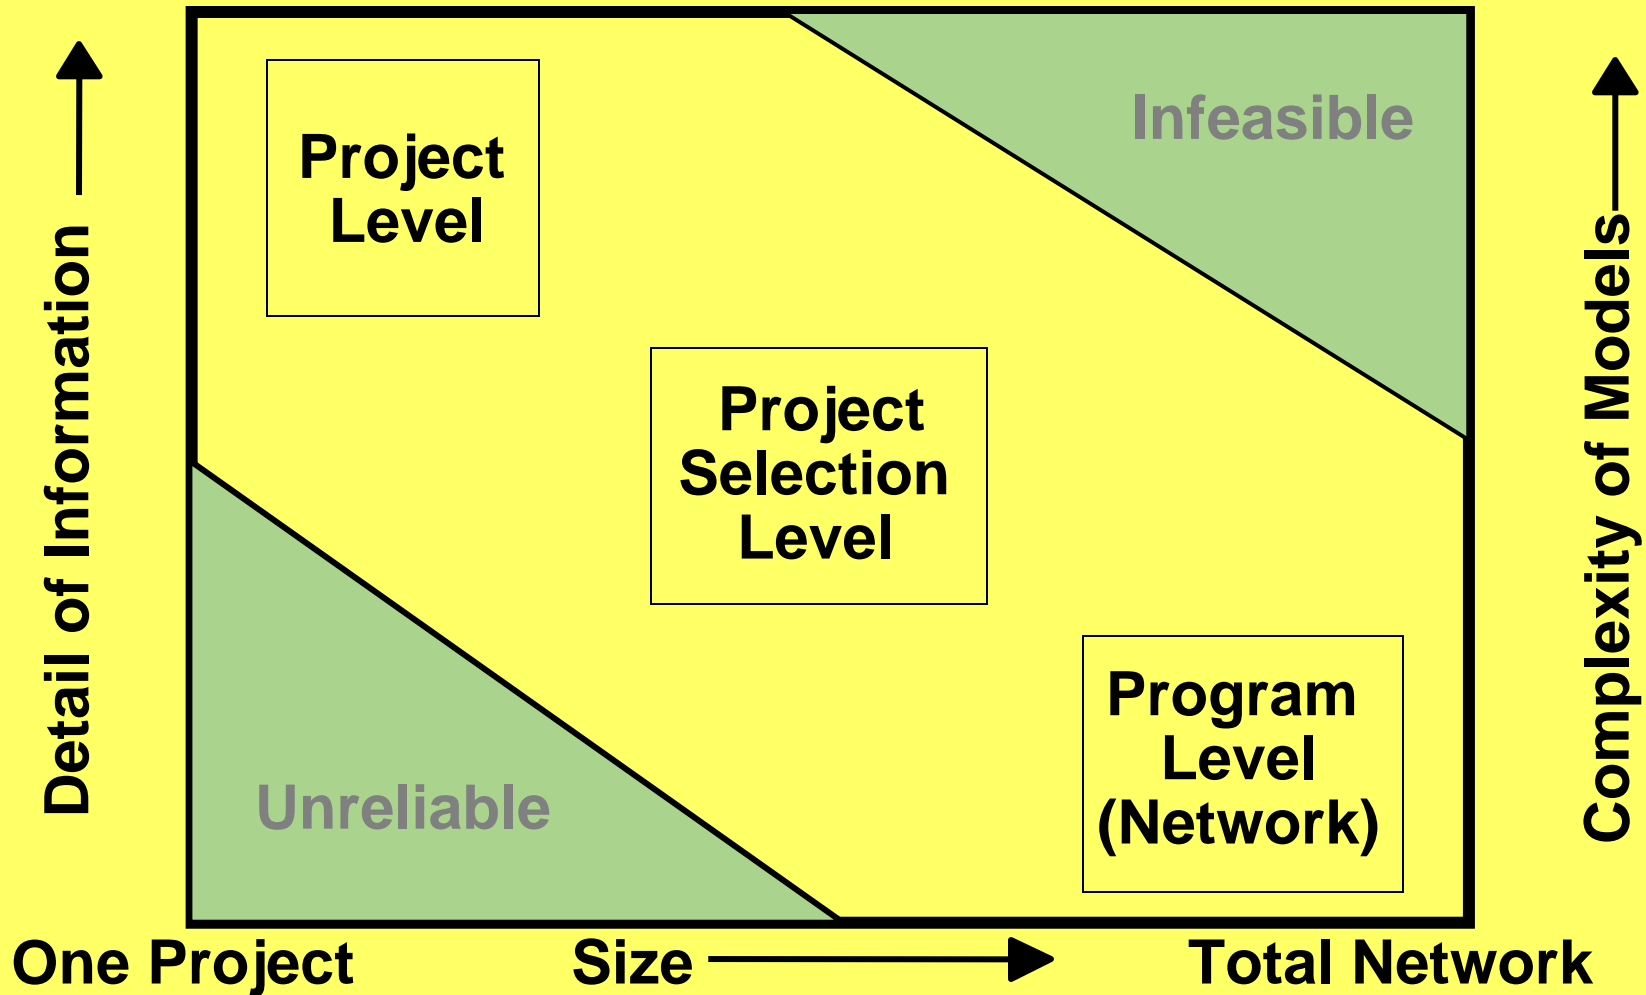 Detail of Information
Project
Level
Infeasible
Project
Selection
Level
Unreliable
Program
Level
(Network)
Complexity of Models
One Project
Size
Total Network